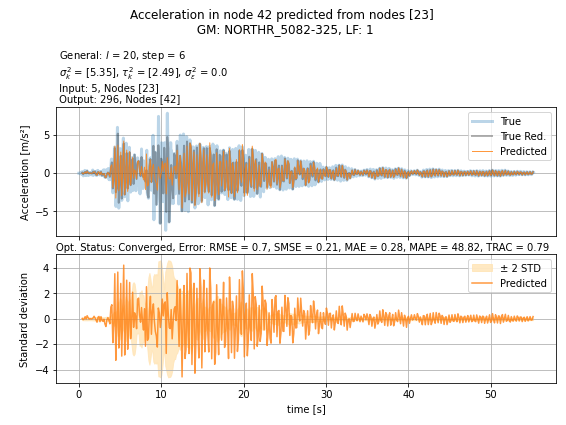 Acceleration in node 42 predicted from nodes [23]
GM: NORTHR_5082-325, LF: 1
General: l = 20, step = 6
σ²ₖ = [5.35], τ²ₖ = [2.49], σ²ε = 0.0
Input: 5, Nodes [23]
Output: 296, Nodes [42]
True
True Red.
Predicted
Acceleration [m/s²]
5
0
−5
Opt. Status: Converged, Error: RMSE = 0.7, SMSE = 0.21, MAE = 0.28, MAPE = 48.82, TRAC = 0.79
± 2 STD
Predicted
Standard deviation
4
2
0
−2
−4
0 10 20 30 40 50
time [s]